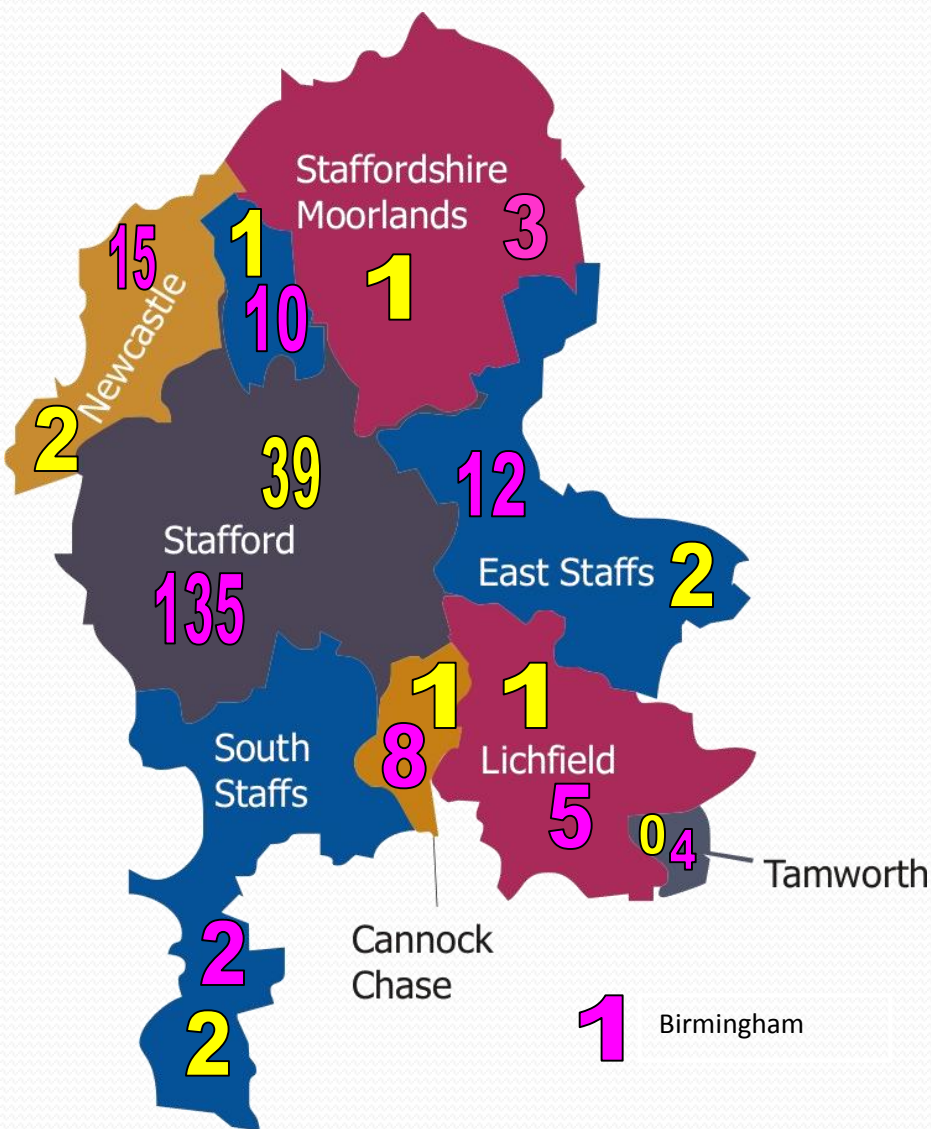 Staffordshire
Moorlands
3
1
15
1
10
Newcastle
2
39
12
Stafford
135
East Staffs
2
1
1
8
South
Staffs
Lichfield
5
0
4
Tamworth
2
Cannock
Chase
2
1
Birmingham